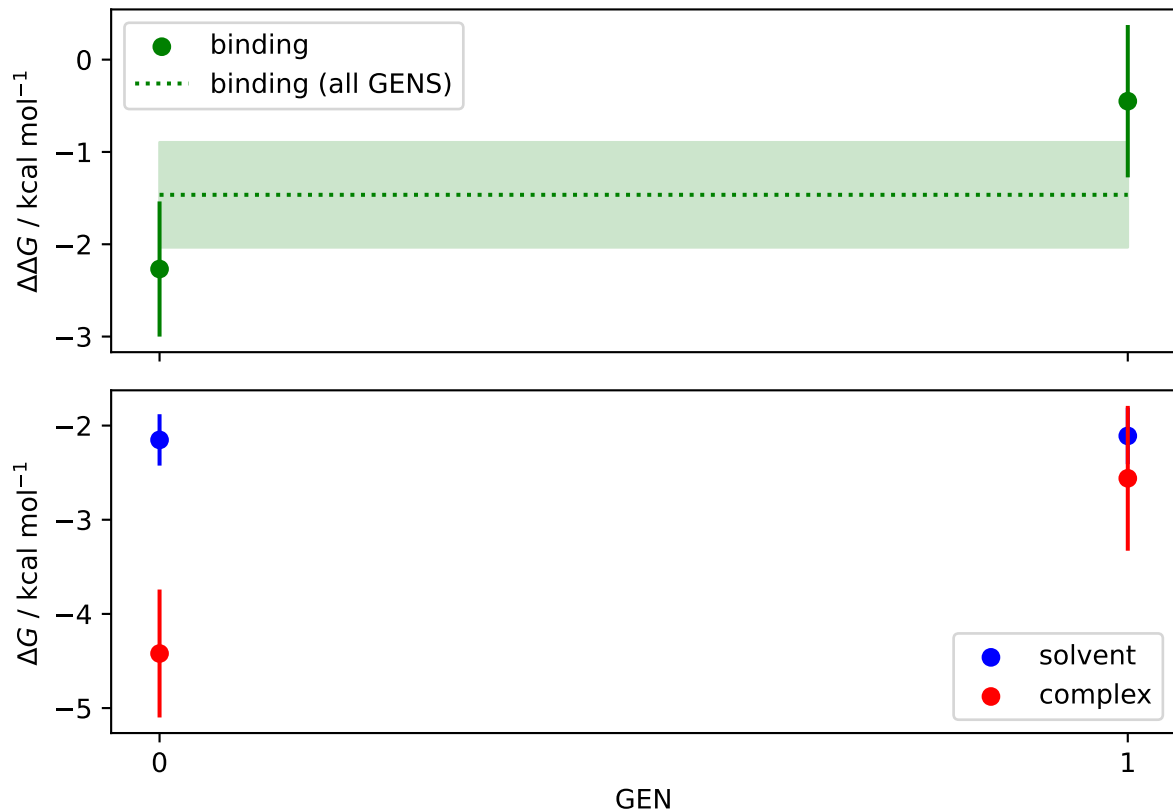 binding
binding (all GENS)
0
−1
−2
−3
ΔΔG / kcal mol⁻¹
−2
−3
−4
−5
ΔG / kcal mol⁻¹
solvent
complex
0 1
GEN